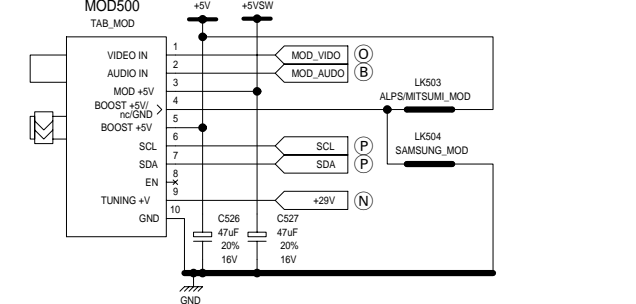 MOD500
TAB_MOD
+5V
+5VSW
VIDEO IN
1
MOD_VIDO
O
AUDIO IN
2
MOD_AUDO
B
MOD +5V
3
BOOST +5V/
nc/GND
4
BOOST +5V
5
SCL
6
SCL
P
SDA
7
SDA
P
EN
8
TUNING +V
9
+29V
N
GND
10
LK503
ALPS/MITSUMI_MOD
LK504
SAMSUNG_MOD
C526
47uF
20%
16V
C527
47uF
20%
16V
GND